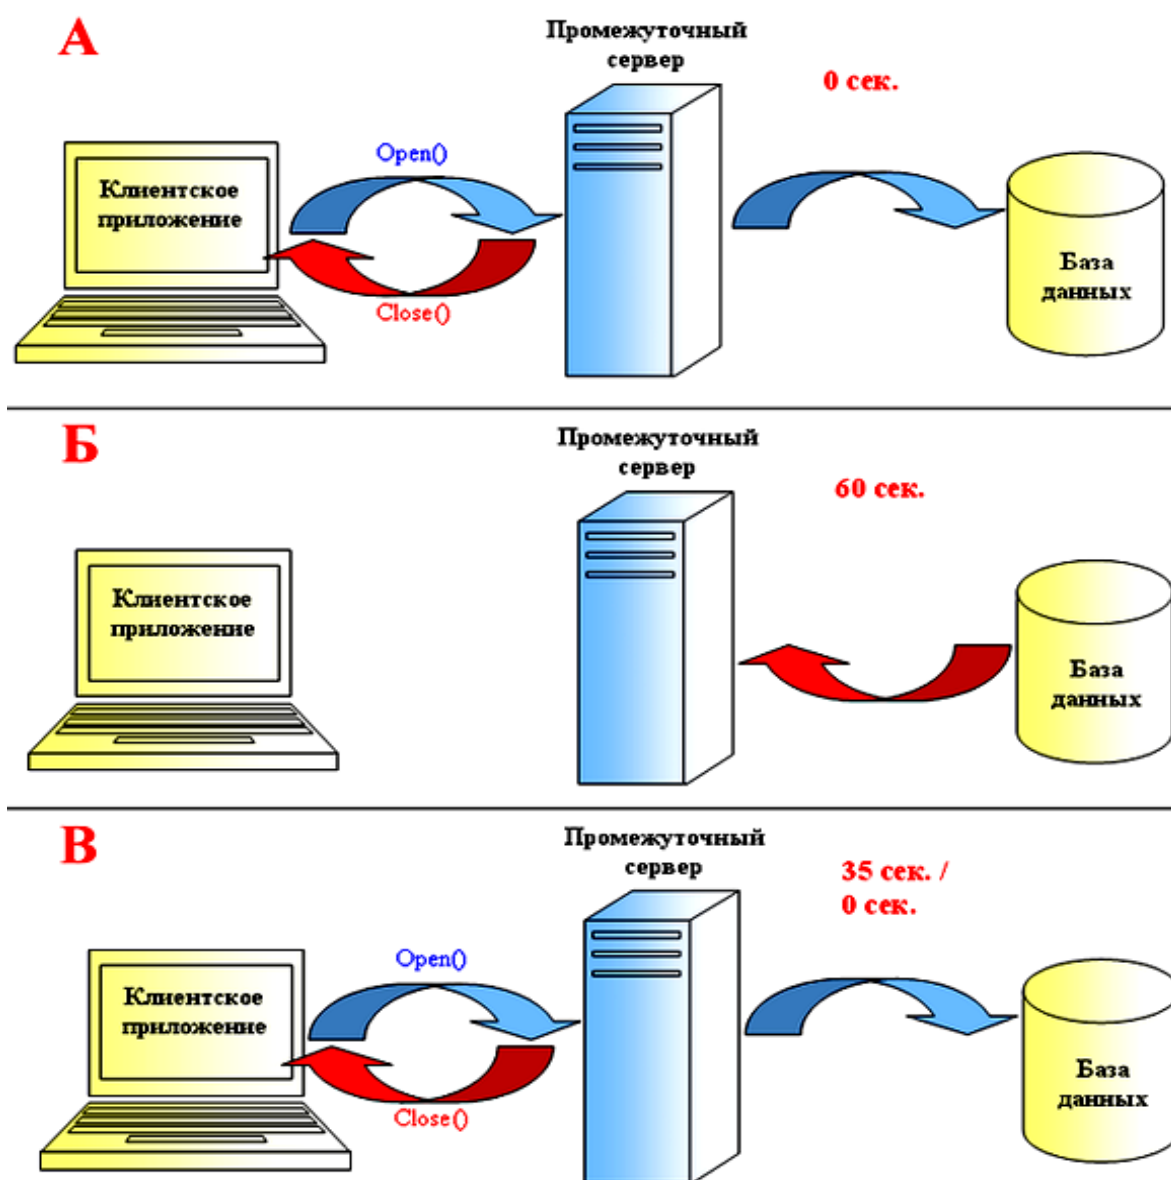 А
Промежуточный
сервер
0 сек.
Open()
Клиентское
приложение
База
данных
Close()
Б
Промежуточный
сервер
60 сек.
Клиентское
приложение
База
данных
В
Промежуточный
сервер
35 сек. /
0 сек.
Open()
Клиентское
приложение
База
данных
Close()